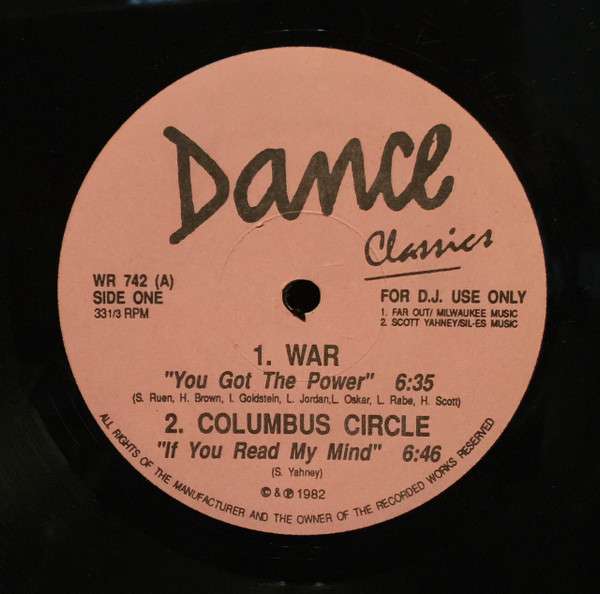 Dance
Classics
WR 742 (A)
SIDE ONE
33 1/3 RPM
FOR D.J. USE ONLY
1. FAR OUT/ MILWAUKEE MUSIC
2. SCOTT YAHNEY/SIL-ES MUSIC
1. WAR
"You Got The Power" 6:35
(S. Ruen, H. Brown, I. Goldstein, L. Jordan,L. Oskar, L. Rabe, H. Scott)
2. COLUMBUS CIRCLE
"If You Read My Mind" 6:46
(S. Yahney)
© & ℗ 1982
ALL RIGHTS OF THE MANUFACTURER AND THE OWNER OF THE RECORDED WORKS RESERVED